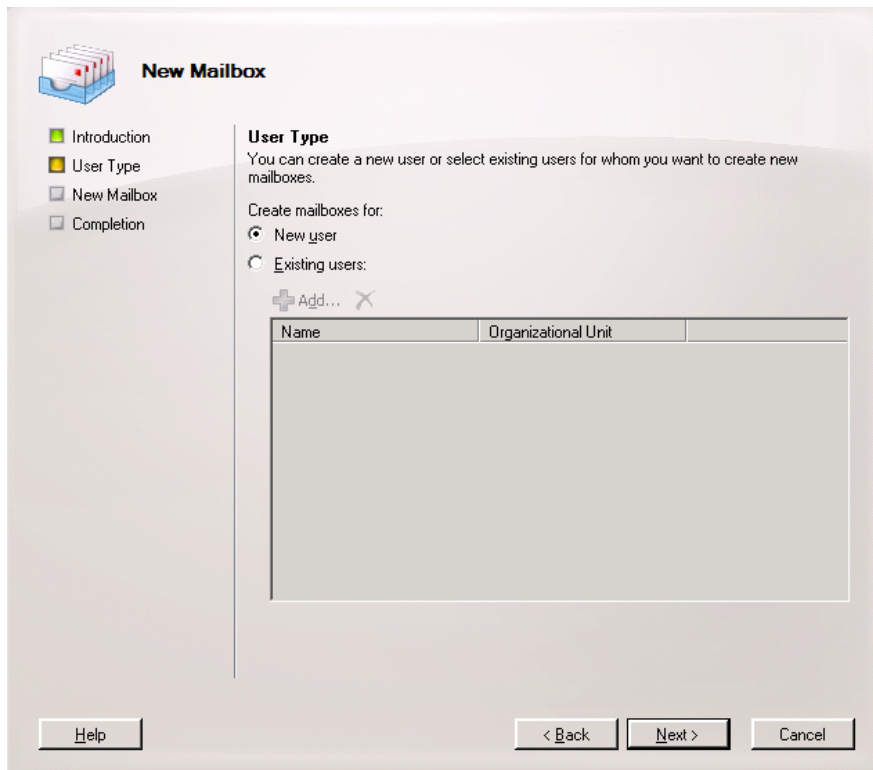 New Mailbox
Introduction
User Type
New Mailbox
Completion
User Type
You can create a new user or select existing users for whom you want to create new
mailboxes.
Create mailboxes for:
New user
Existing users:
Add...
Name Organizational Unit
Help < Back Next > Cancel